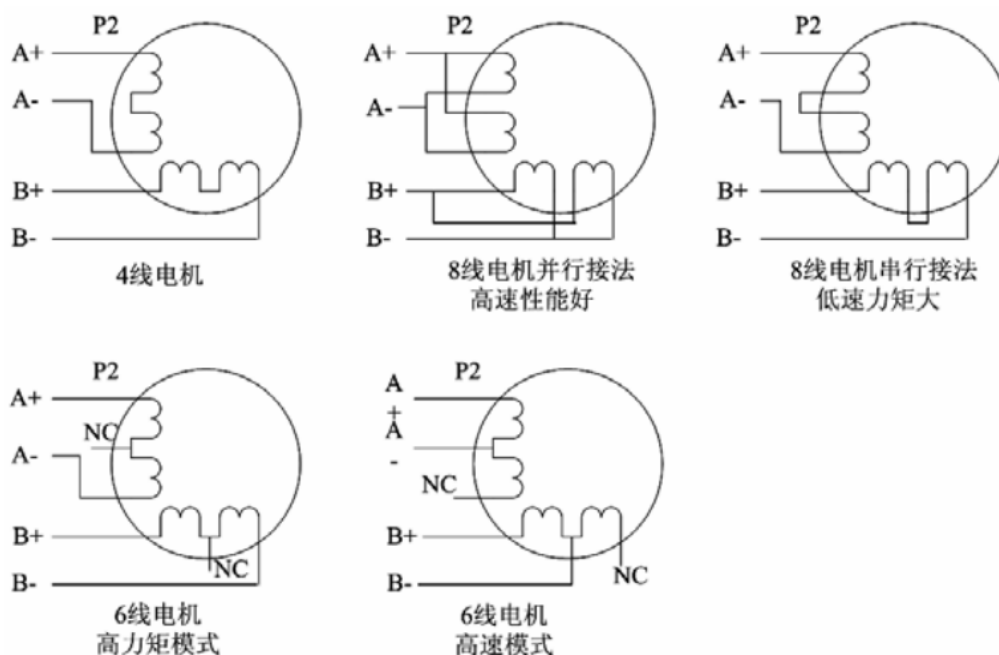 P2
A+
A-
B+
B-
4线电机
P2
A+
A-
B+
B-
8线电机并行接法
高速性能好
P2
A+
A-
B+
B-
8线电机串行接法
低速力矩大
P2
A+
NC
A-
B+
NC
B-
6线电机
高力矩模式
P2
A
+
A
-
NC
B+
B-
NC
6线电机
高速模式